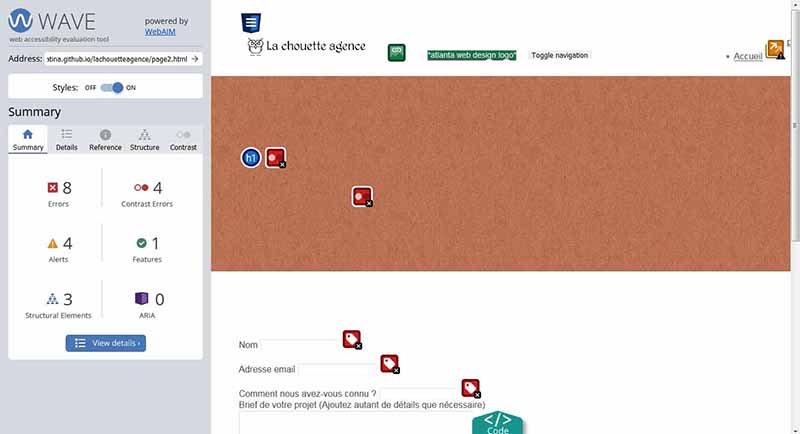 WAVE
web accessibility evaluation tool
powered by
WebAIM
Address: otina.github.io/lachouetteagence/page2.html
Styles: OFF ON
Summary
Summary Details Reference Structure Contrast
8 Errors
4 Contrast Errors
4 Alerts
1 Features
3 Structural Elements
0 ARIA
View details ›
La chouette agence
*atlanta web design logo*
Toggle navigation
Accueil
h1
Nom
Adresse email
Comment nous avez-vous connu ?
Brief de votre projet (Ajoutez autant de détails que nécessaire)
</>
Code